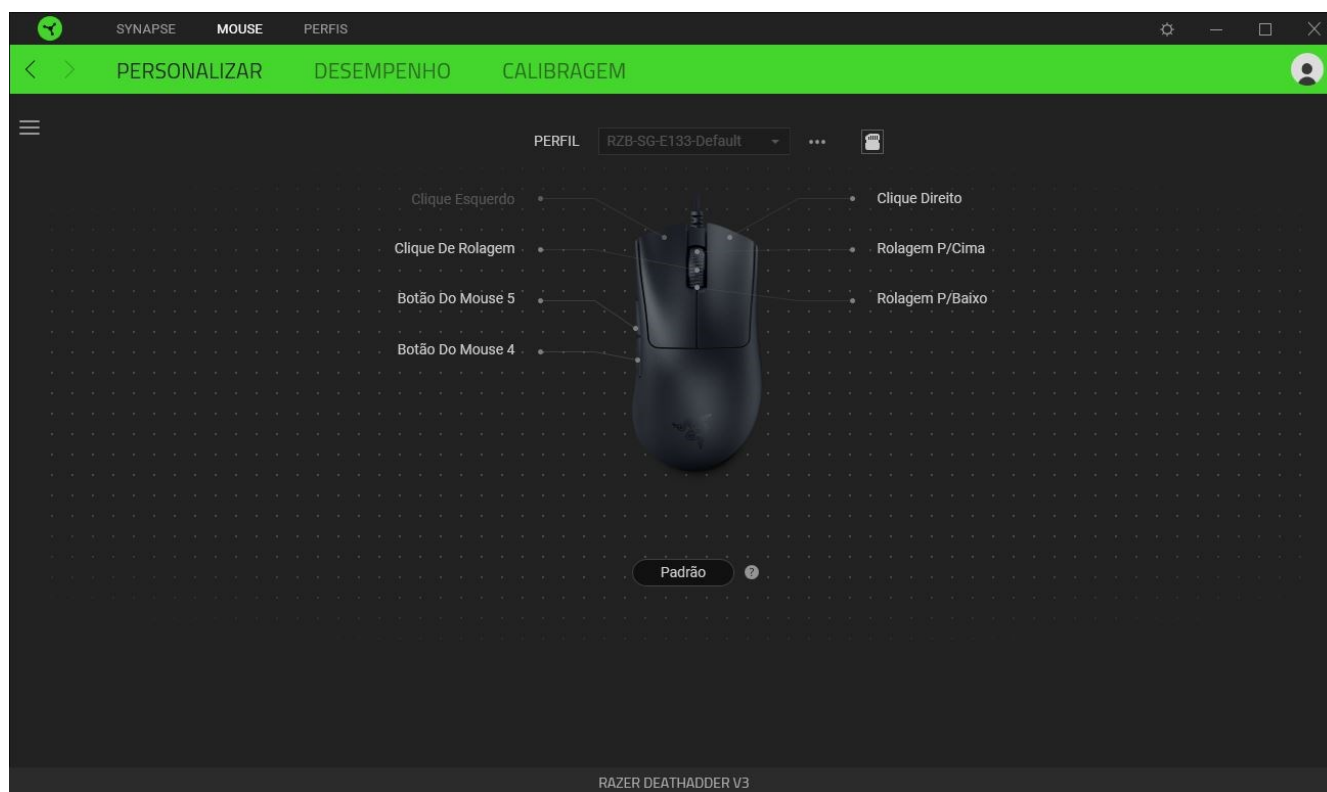 SYNAPSE MOUSE PERFIS
PERSONALIZAR DESEMPENHO CALIBRAGEM
PERFIL RZB-SG-E133-Default
Clique Esquerdo
Clique De Rolagem
Botão Do Mouse 5
Botão Do Mouse 4
Clique Direito
Rolagem P/Cima
Rolagem P/Baixo
Padrão ?
RAZER DEATHADDER V3